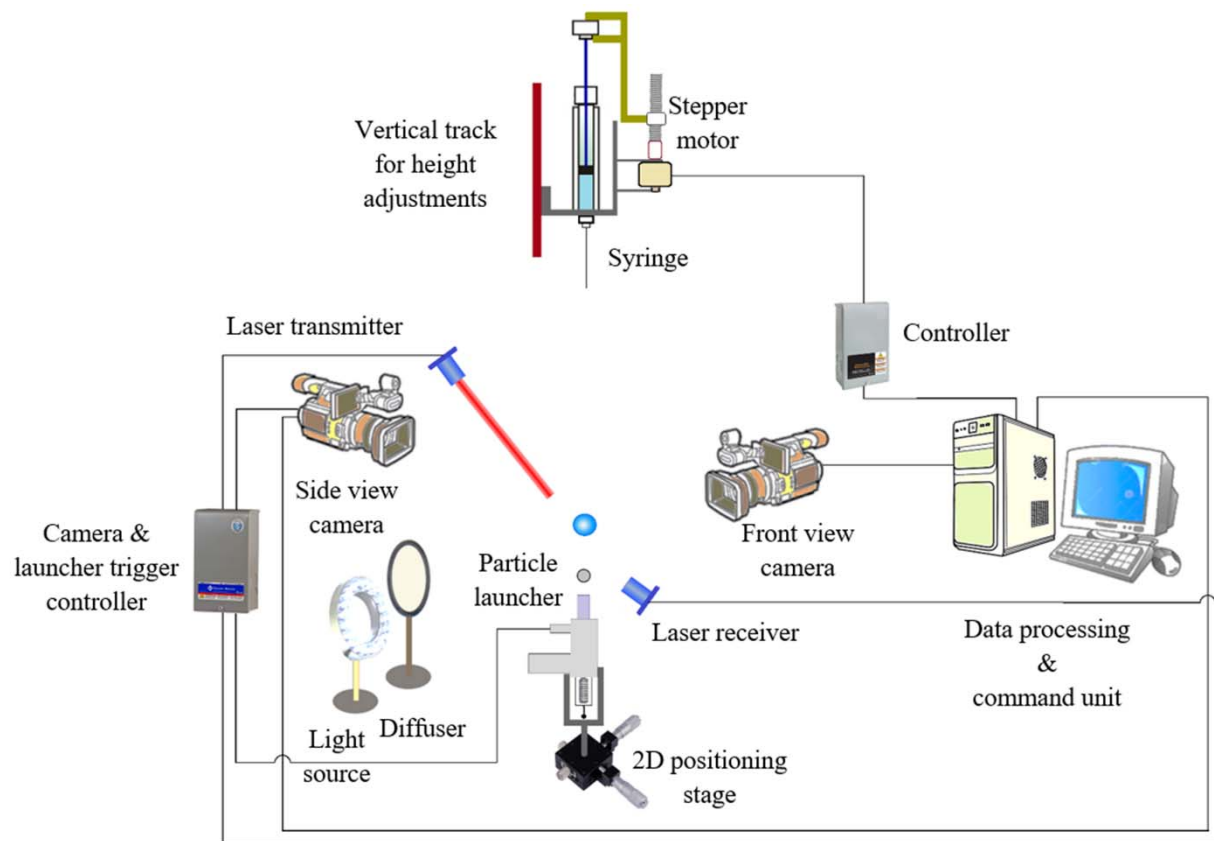 Stepper
motor
Vertical track
for height
adjustments
Syringe
Laser transmitter
Controller
Side view
camera
Front view
camera
Camera &
launcher trigger
controller
Particle
launcher
Laser receiver
Data processing
&
command unit
Diffuser
Light
source
2D positioning
stage